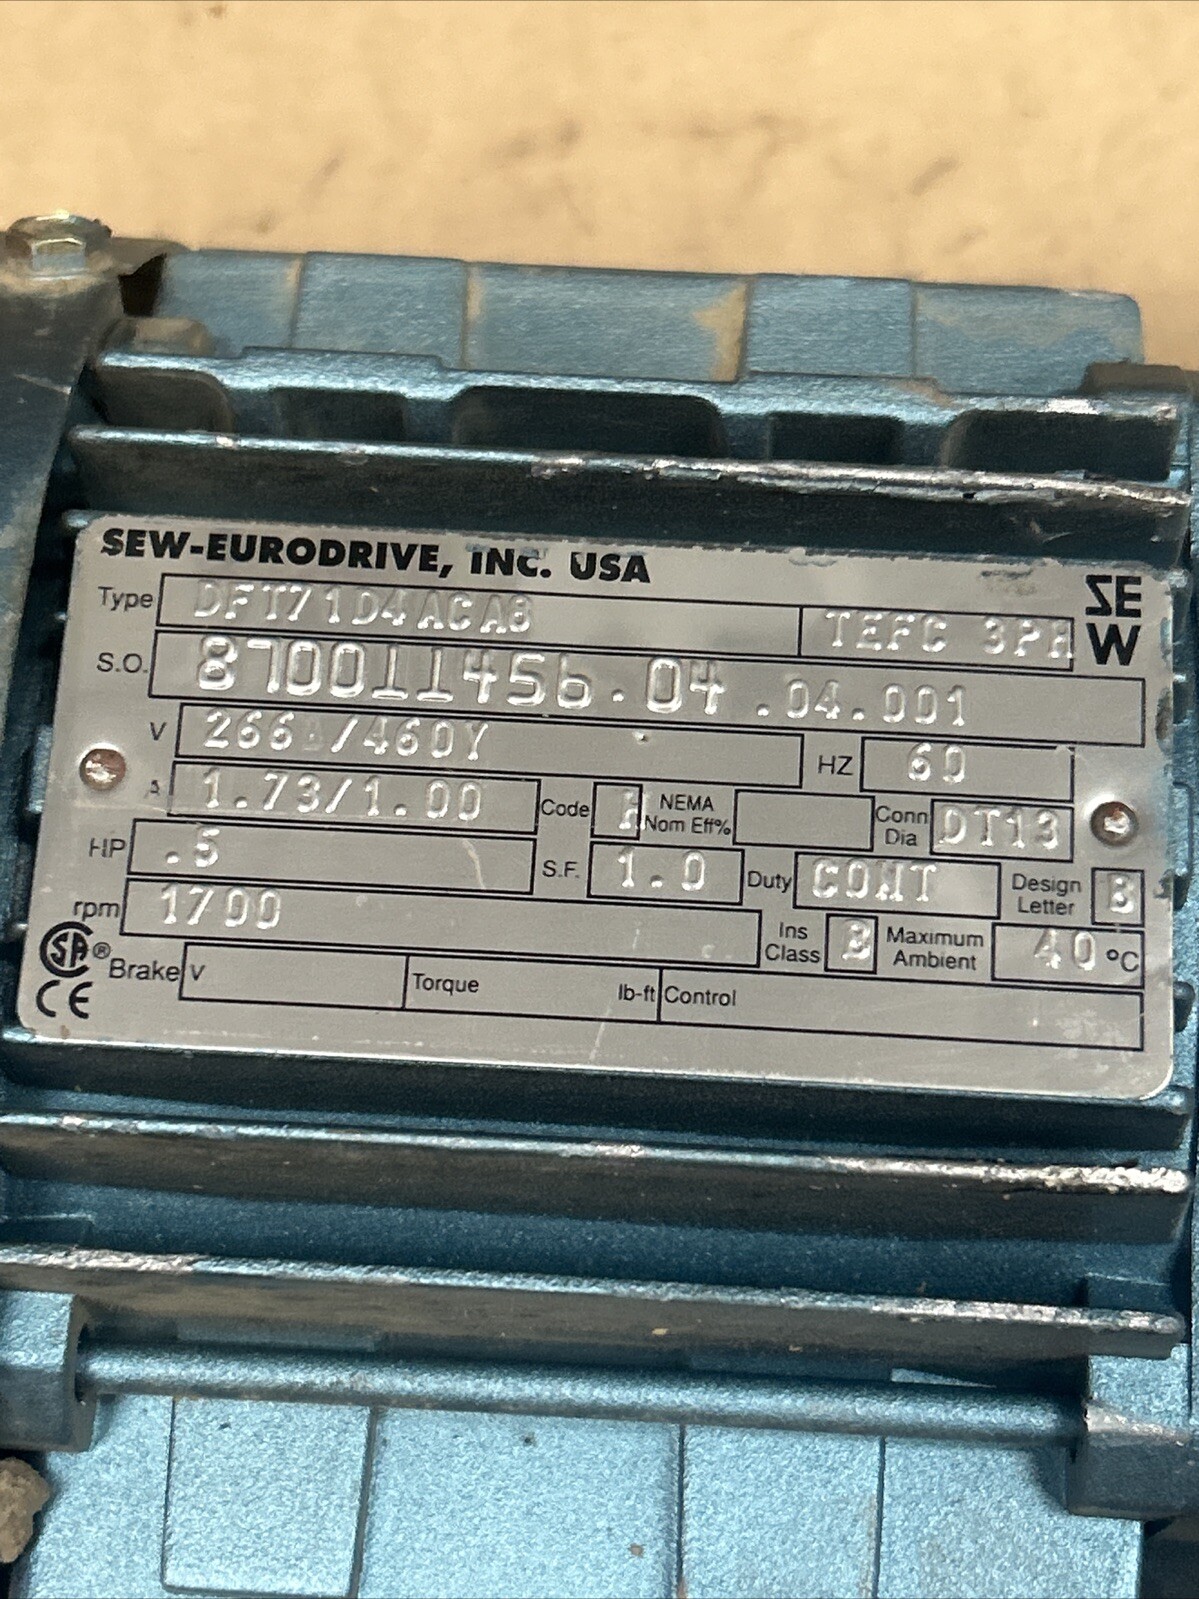 SEW-EURODRIVE, INC. USA
Type DFT71D4ACA8 TEFC 3PH
SEW
S.O. 870011456.04.04.001
V 266Δ/460Y HZ 60
A 1.73/1.00 Code H NEMA Nom Eff% Conn Dia DT13
HP .5 S.F. 1.0 Duty CONT Design Letter B
rpm 1700 Ins Class B Maximum Ambient 40 °C
SA ® Brake V Torque lb-ft Control
CE